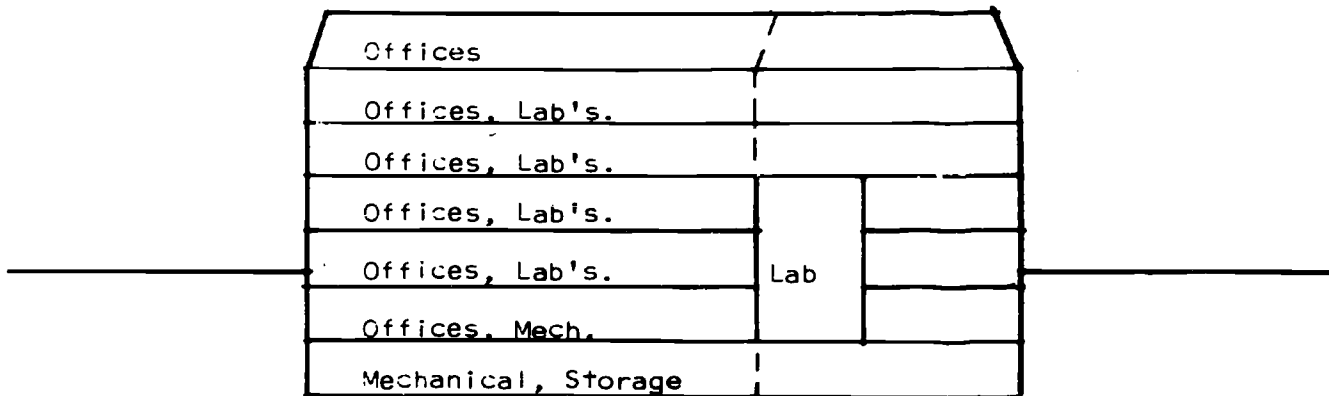 Offices
Offices, Lab's.
Offices, Lab's.
Offices, Lab's.
Offices, Lab's.
Lab
Offices. Mech.
Mechanical, Storage